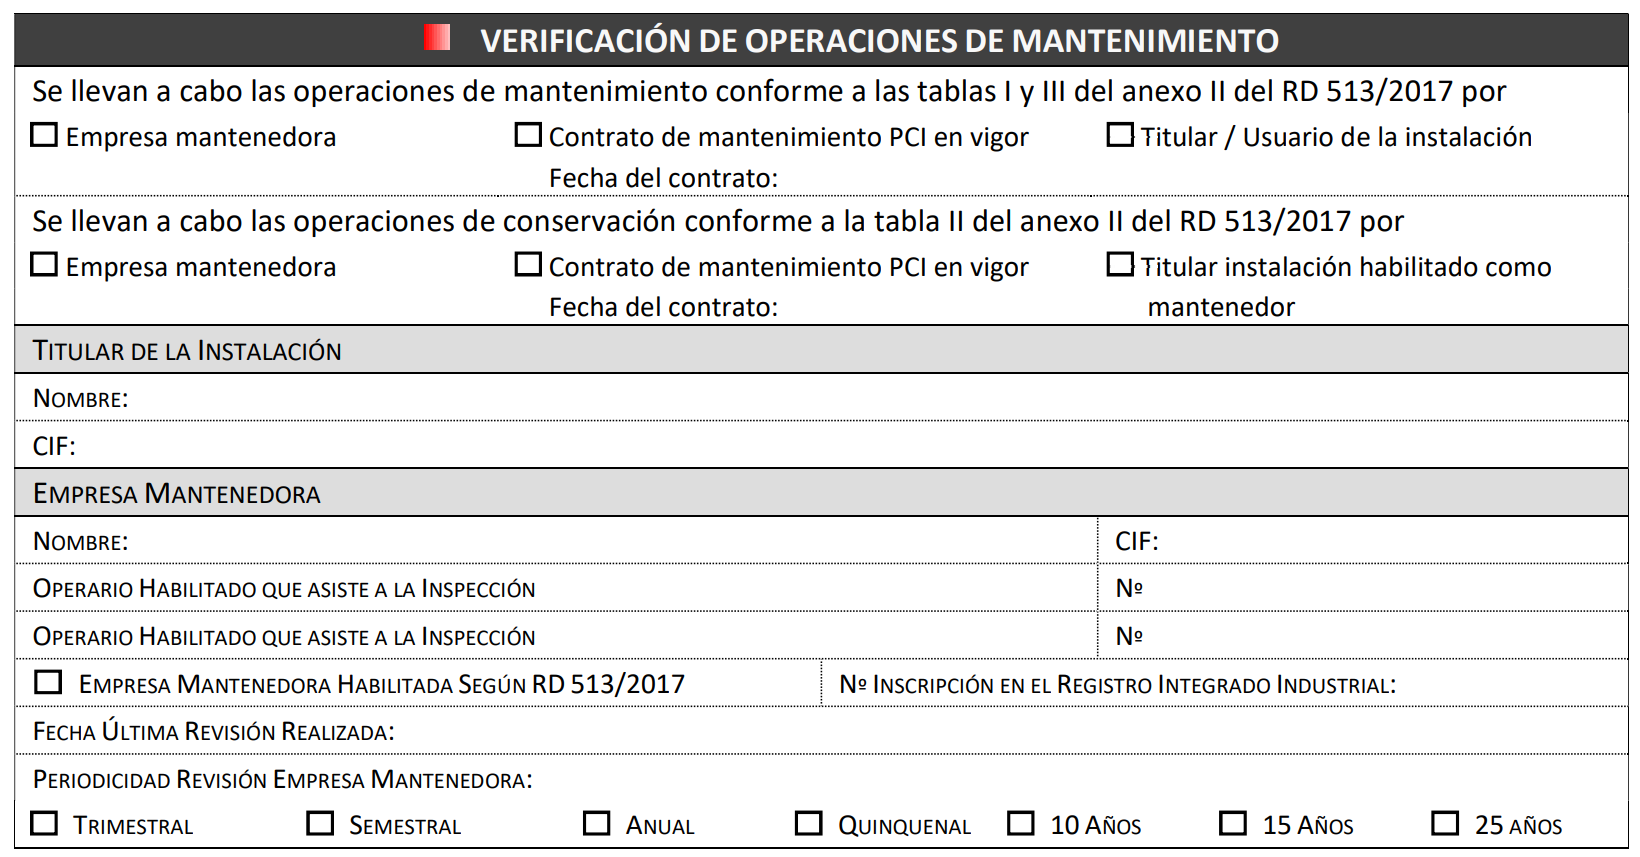 VERIFICACIÓN DE OPERACIONES DE MANTENIMIENTO
Se llevan a cabo las operaciones de mantenimiento conforme a las tablas I y III del anexo II del RD 513/2017 por
Empresa mantenedora Contrato de mantenimiento PCI en vigor Titular / Usuario de la instalación
Fecha del contrato:
Se llevan a cabo las operaciones de conservación conforme a la tabla II del anexo II del RD 513/2017 por
Empresa mantenedora Contrato de mantenimiento PCI en vigor Titular instalación habilitado como
Fecha del contrato: mantenedor
TITULAR DE LA INSTALACIÓN
NOMBRE:
CIF:
EMPRESA MANTENEDORA
NOMBRE: CIF:
OPERARIO HABILITADO QUE ASISTE A LA INSPECCIÓN Nº
OPERARIO HABILITADO QUE ASISTE A LA INSPECCIÓN Nº
EMPRESA MANTENEDORA HABILITADA SEGÚN RD 513/2017 Nº INSCRIPCIÓN EN EL REGISTRO INTEGRADO INDUSTRIAL:
FECHA ÚLTIMA REVISIÓN REALIZADA:
PERIODICIDAD REVISIÓN EMPRESA MANTENEDORA:
TRIMESTRAL SEMESTRAL ANUAL QUINQUENAL 10 AÑOS 15 AÑOS 25 AÑOS